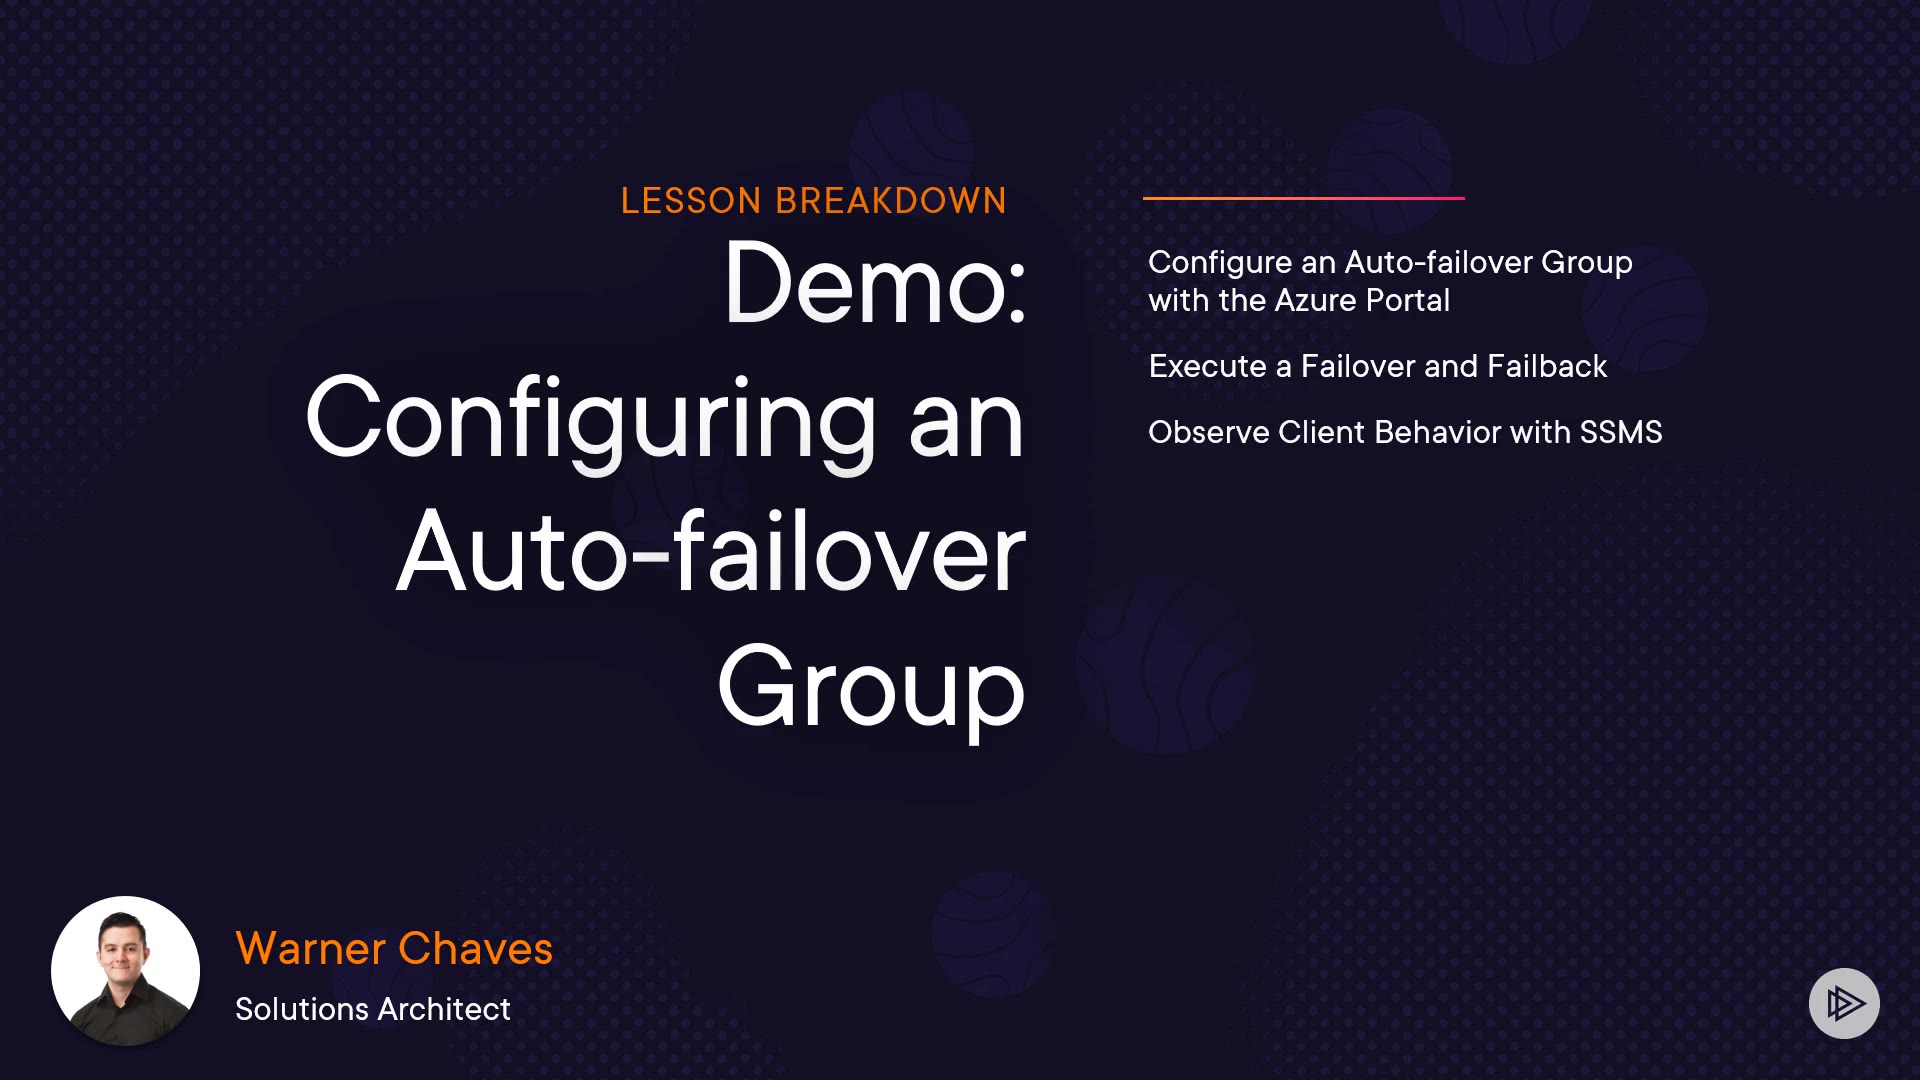 LESSON BREAKDOWN
Demo:
Configuring an
Auto-failover
Group
Configure an Auto-failover Group
with the Azure Portal
Execute a Failover and Failback
Observe Client Behavior with SSMS
Warner Chaves
Solutions Architect